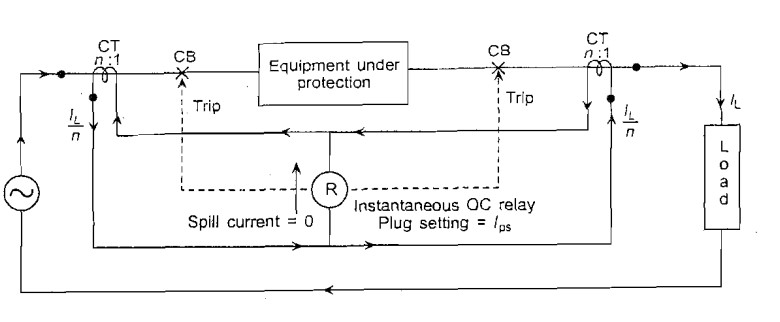 CT
n:1
CB
Equipment under
protection
CB
CT
n:1
Trip
Trip
I_L/n
I_L/n
I_L
L
o
a
d
R
Instantaneous OC relay
Plug setting = I_ps
Spill current = 0